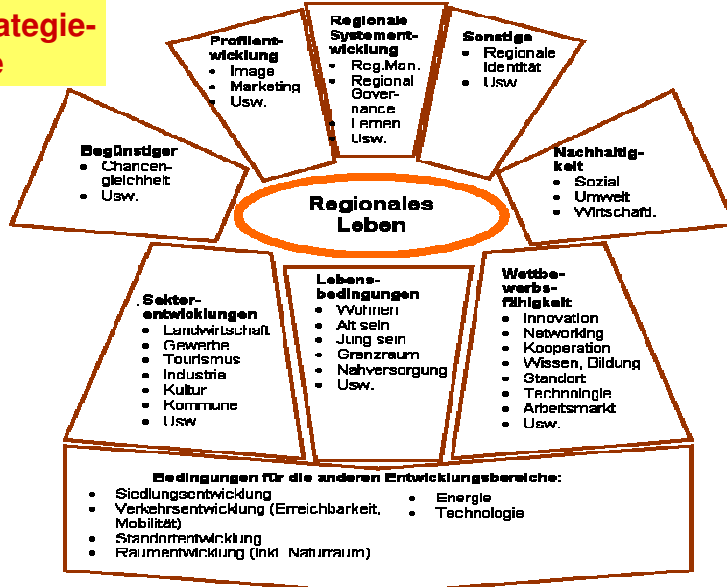 rategie-
e
Profilent-
wicklung
• Image
• Marketing
• Usw.
Regionale
Systement-
wicklung
• Reg.Man.
• Regional
Gover-
nance
• Lernen
• Usw.
Sonstige
• Regionale
Identität
• Usw
Begünstiger
• Chancen-
gleichheit
• Usw.
Nachhaltig-
keit
• Sozial
• Umwelt
• Wirtschaftl.
Regionales
Leben
Sektor-
entwicklungen
• Landwirtschaft
• Gewerbe
• Tourismus
• Industrie
• Kultur
• Kommune
• Usw
Lebens-
bedingungen
• Wohnen
• Alt sein
• Jung sein
• Grenzraum
• Nahversorgung
• Usw.
Wettbe-
werbs-
fähigkeit
• Innovation
• Networking
• Kooperation
• Wissen, Bildung
• Standort
• Technologie
• Arbeitsmarkt
• Usw.
Bedingungen für die anderen Entwicklungsbereiche:
• Siedlungsentwicklung
• Verkehrsentwicklung (Erreichbarkeit,
Mobilität)
• Standortentwicklung
• Raumentwicklung (inkl. Naturraum)
• Energie
• Technologie